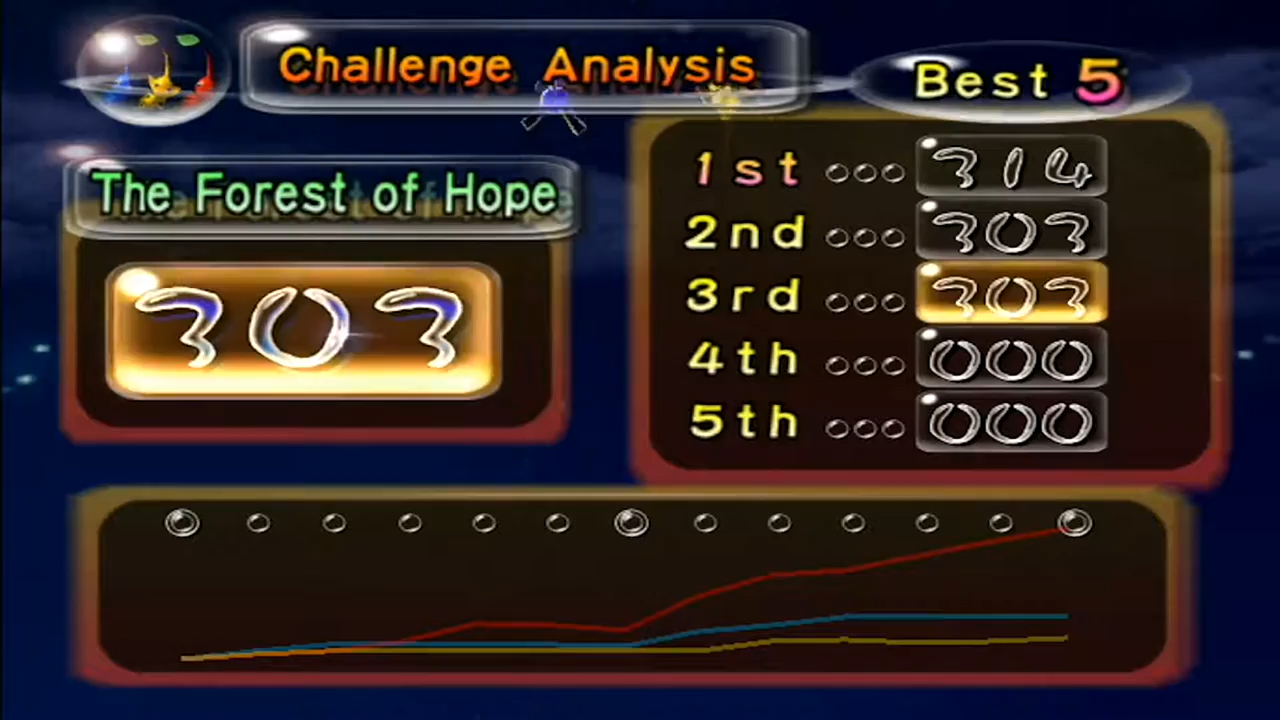 Challenge Analysis
Best 5
The Forest of Hope
303
1st 314
2nd 303
3rd 303
4th 000
5th 000